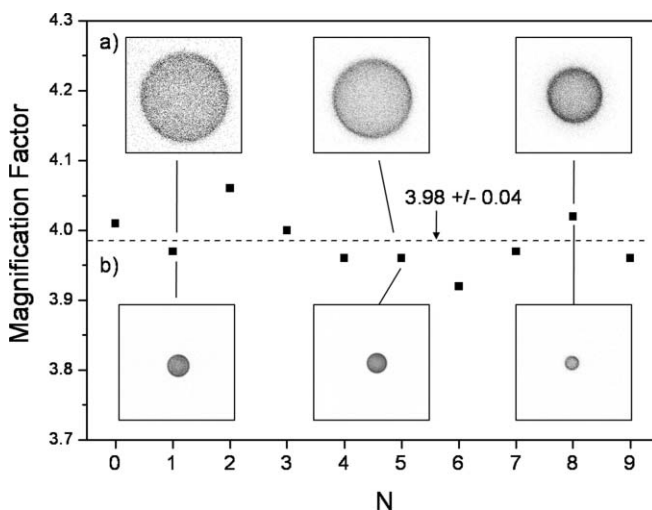 4.3
a)
4.2
4.1
3.98 +/- 0.04
4.0
b)
3.9
3.8
3.7
0 1 2 3 4 5 6 7 8 9
Magnification Factor
N